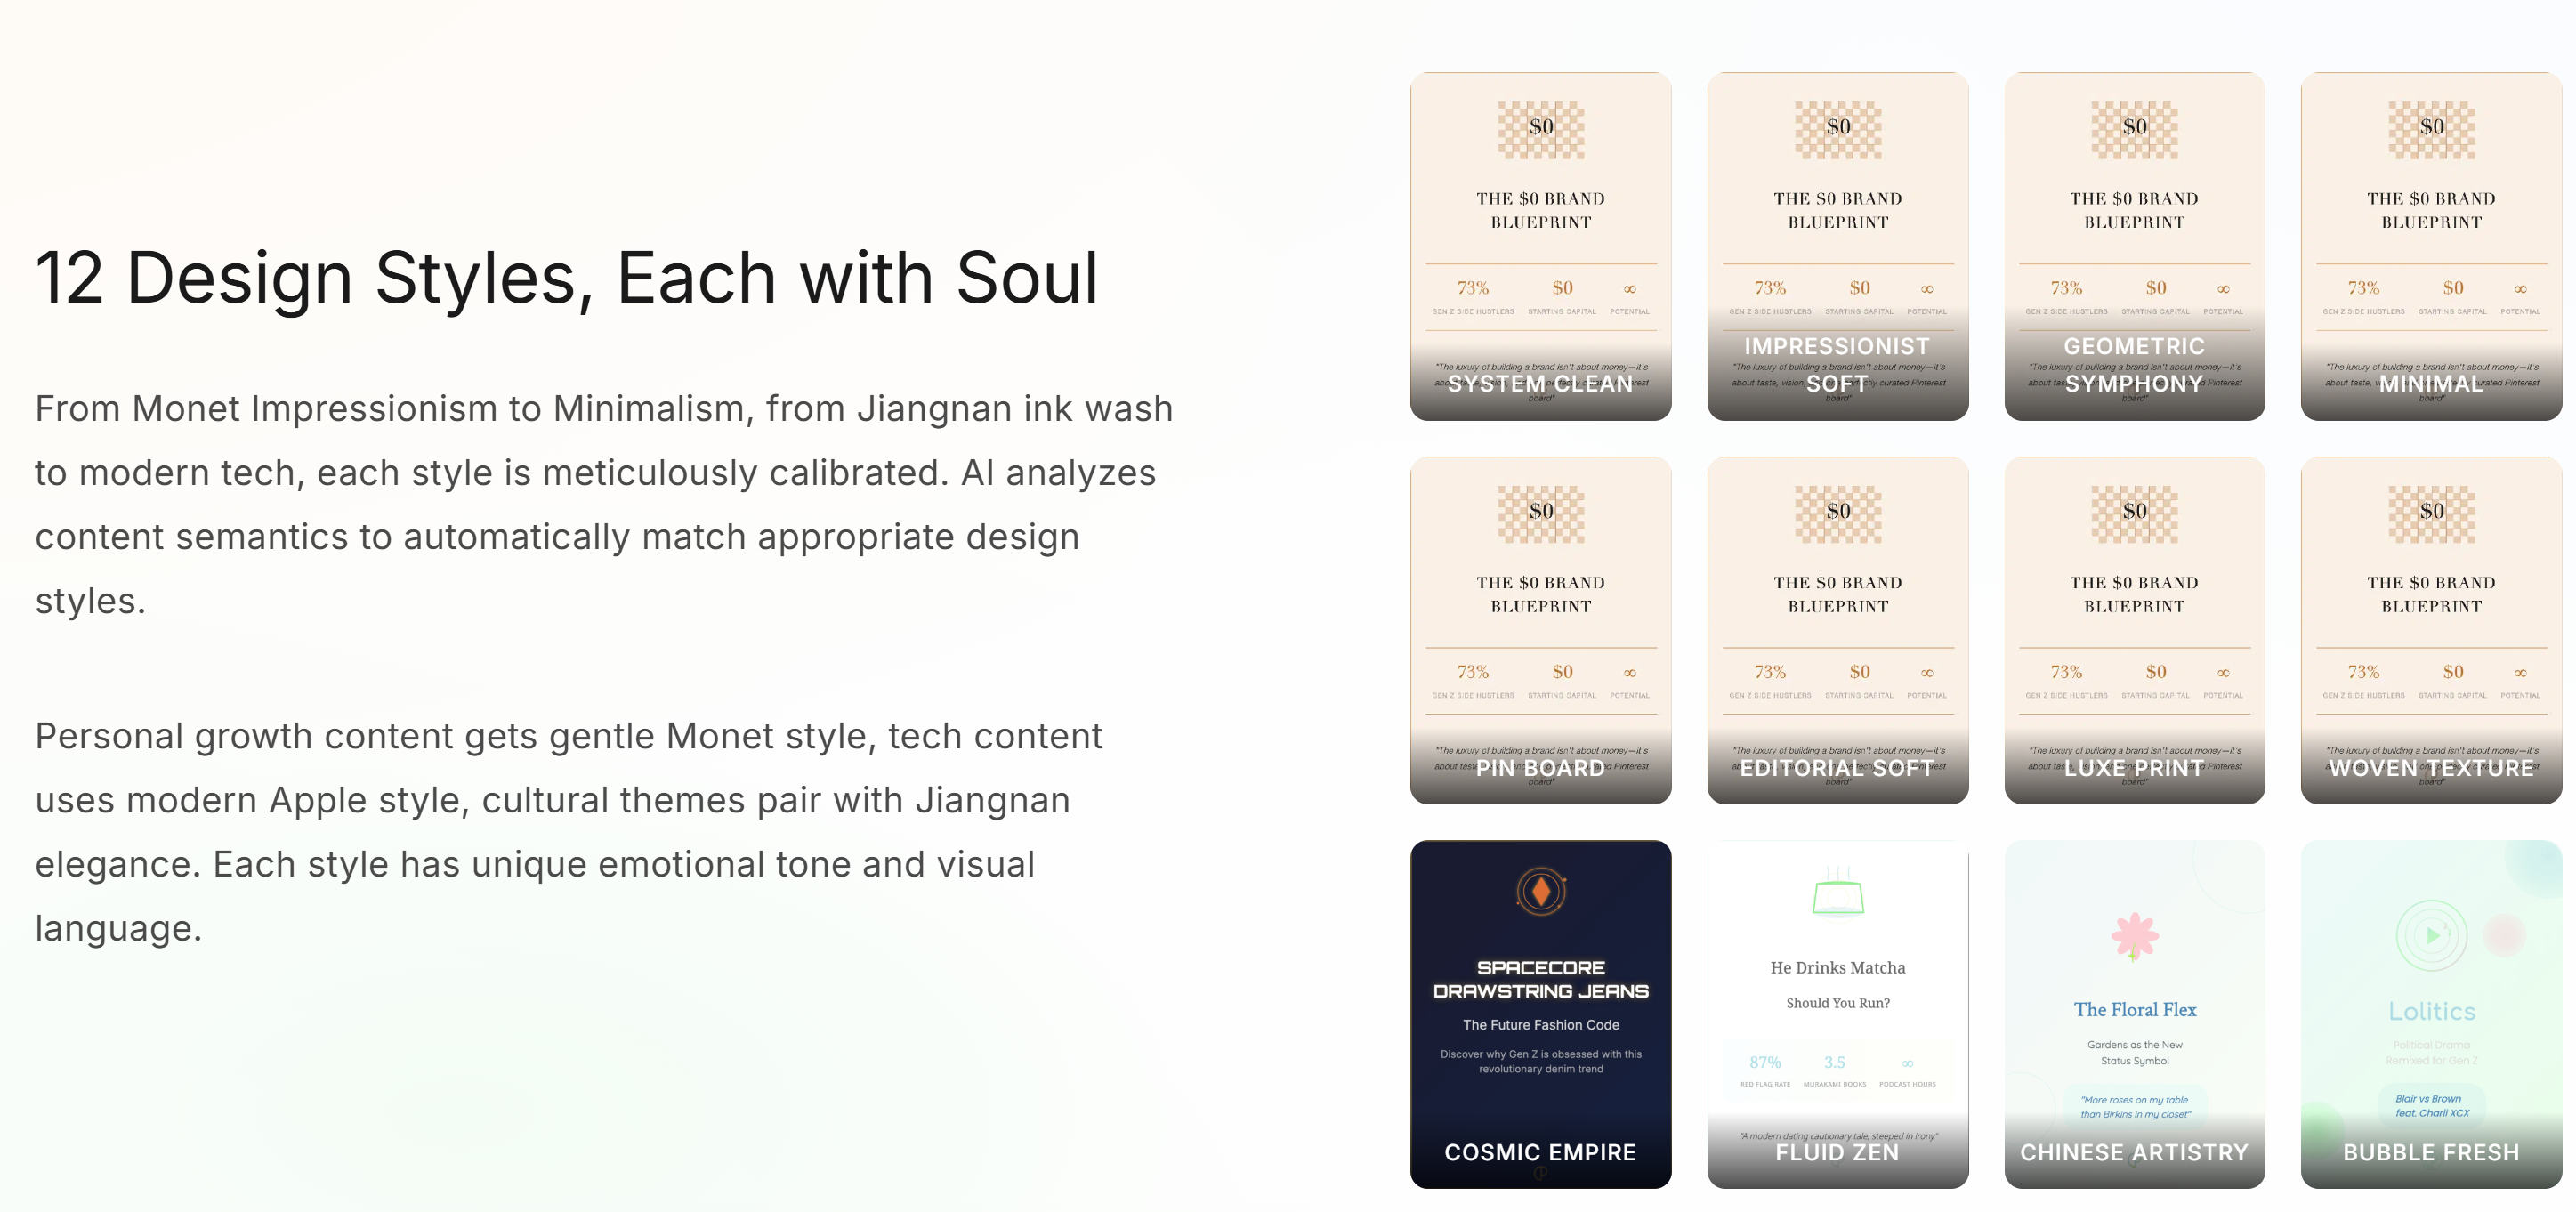 12 Design Styles, Each with Soul
From Monet Impressionism to Minimalism, from Jiangnan ink wash
to modern tech, each style is meticulously calibrated. AI analyzes
content semantics to automatically match appropriate design
styles.
Personal growth content gets gentle Monet style, tech content
uses modern Apple style, cultural themes pair with Jiangnan
elegance. Each style has unique emotional tone and visual
language.
$0
THE $0 BRAND
BLUEPRINT
73% $0 ∞
GEN Z SIDE HUSTLERS STARTING CAPITAL POTENTIAL
"The luxury of building a brand isn't about money—it's
about curated Pinterest
board"
SYSTEM CLEAN
$0
THE $0 BRAND
BLUEPRINT
73% $0 ∞
GEN Z SIDE HUSTLERS STARTING CAPITAL POTENTIAL
"The luxury of building a brand isn't about money—it's
about taste, vision, perfectly curated Pinterest
board"
IMPRESSIONIST
SOFT
$0
THE $0 BRAND
BLUEPRINT
73% $0 ∞
GEN Z SIDE HUSTLERS STARTING CAPITAL POTENTIAL
"The luxury of building a brand isn't about money—it's
about curated Pinterest
board"
GEOMETRIC
SYMPHONY
$0
THE $0 BRAND
BLUEPRINT
73% $0 ∞
GEN Z SIDE HUSTLERS STARTING CAPITAL POTENTIAL
"The luxury of building a brand isn't about money—it's
about taste, curated Pinterest
board"
MINIMAL
$0
THE $0 BRAND
BLUEPRINT
73% $0 ∞
GEN Z SIDE HUSTLERS STARTING CAPITAL POTENTIAL
"The luxury of building a brand isn't about money—it's
about taste, Pinterest
board"
PIN BOARD
$0
THE $0 BRAND
BLUEPRINT
73% $0 ∞
GEN Z SIDE HUSTLERS STARTING CAPITAL POTENTIAL
"The luxury of building a brand isn't about money—it's
board"
EDITORIAL SOFT
$0
THE $0 BRAND
BLUEPRINT
73% $0 ∞
GEN Z SIDE HUSTLERS STARTING CAPITAL POTENTIAL
"The luxury of building a brand isn't about money—it's
about taste, curated Pinterest
board"
LUXE PRINT
$0
THE $0 BRAND
BLUEPRINT
73% $0 ∞
GEN Z SIDE HUSTLERS STARTING CAPITAL POTENTIAL
"The luxury of building a brand isn't about money—it's
board"
WOVEN TEXTURE
SPACECORE
DRAWSTRING JEANS
The Future Fashion Code
Discover why Gen Z is obsessed with this
revolutionary denim trend
COSMIC EMPIRE
He Drinks Matcha
Should You Run?
87% 3.5 ∞
RED FLAG RATE MURAKAMI BOOKS PODCAST HOURS
"A modern dating cautionary tale, steeped in irony"
FLUID ZEN
The Floral Flex
Gardens as the New
Status Symbol
"More roses on my table
than Birkins in my closet"
CHINESE ARTISTRY
Lolitics
Political Drama
Remixed for Gen Z
Blair vs Brown
feat. Charli XCX
BUBBLE FRESH